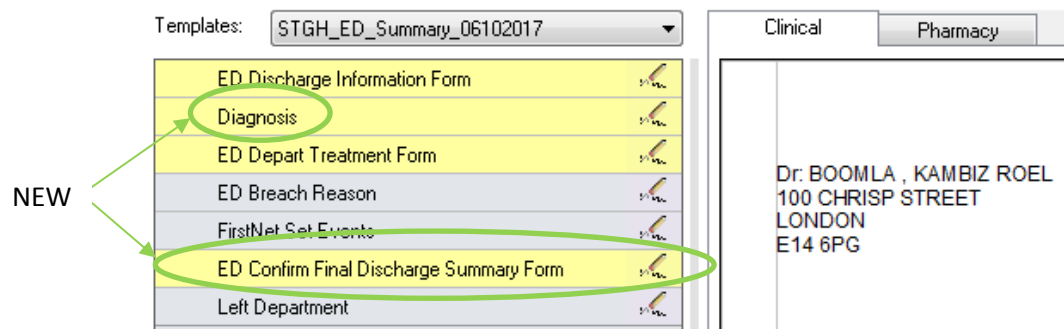 Templates: STGH_ED_Summary_06102017
ED Discharge Information Form
Diagnosis
ED Depart Treatment Form
ED Breach Reason
FirstNet Set Events
ED Confirm Final Discharge Summary Form
Left Department
NEW
Clinical Pharmacy
Dr: BOOMLA , KAMBIZ ROEL
100 CHRISP STREET
LONDON
E14 6PG